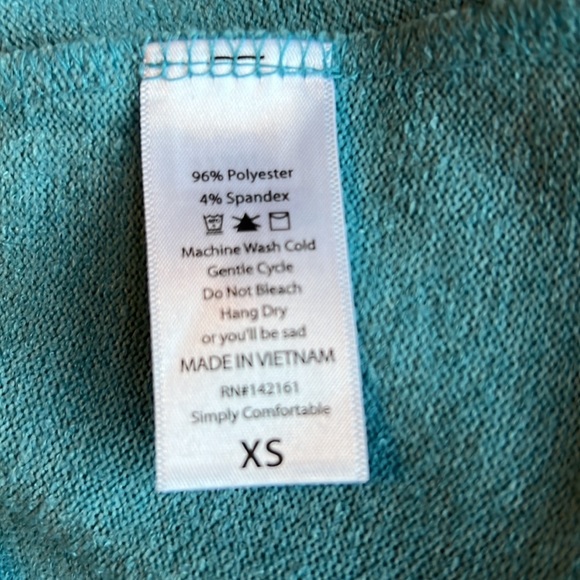 96% Polyester
4% Spandex
Machine Wash Cold
Gentle Cycle
Do Not Bleach
Hang Dry
or you'll be sad
MADE IN VIETNAM
RN#142161
Simply Comfortable
XS